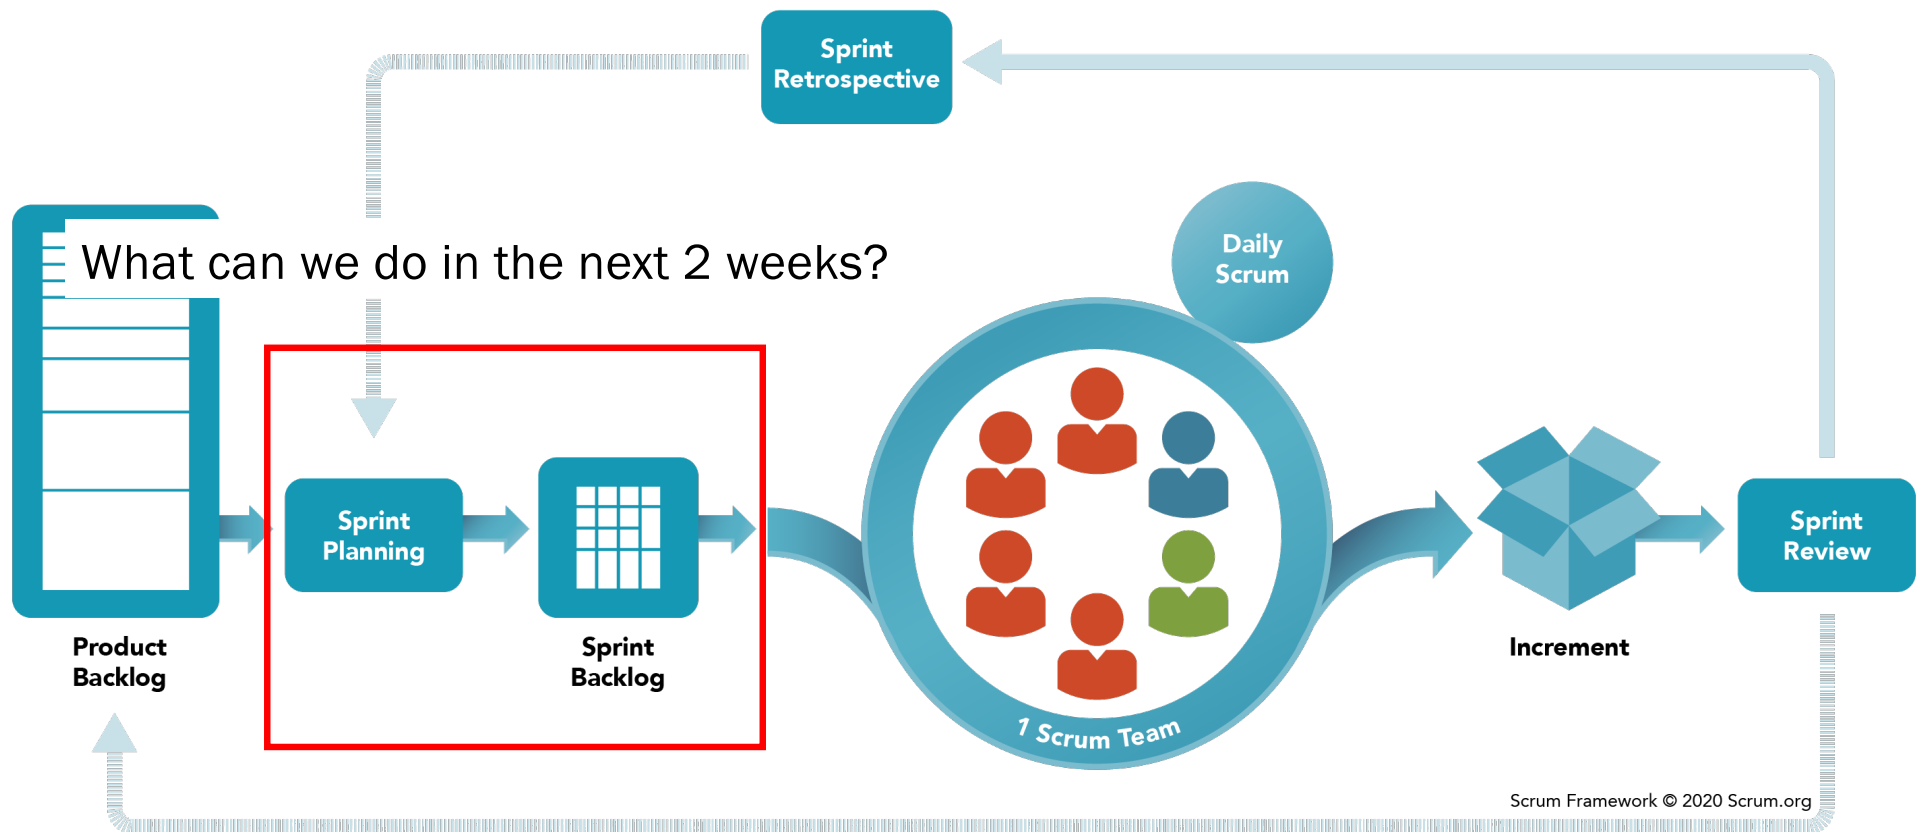 Sprint
Retrospective
What can we do in the next 2 weeks?
Daily
Scrum
Sprint
Planning
Sprint
Review
Product
Backlog
Sprint
Backlog
Increment
1 Scrum Team
Scrum Framework © 2020 Scrum.org